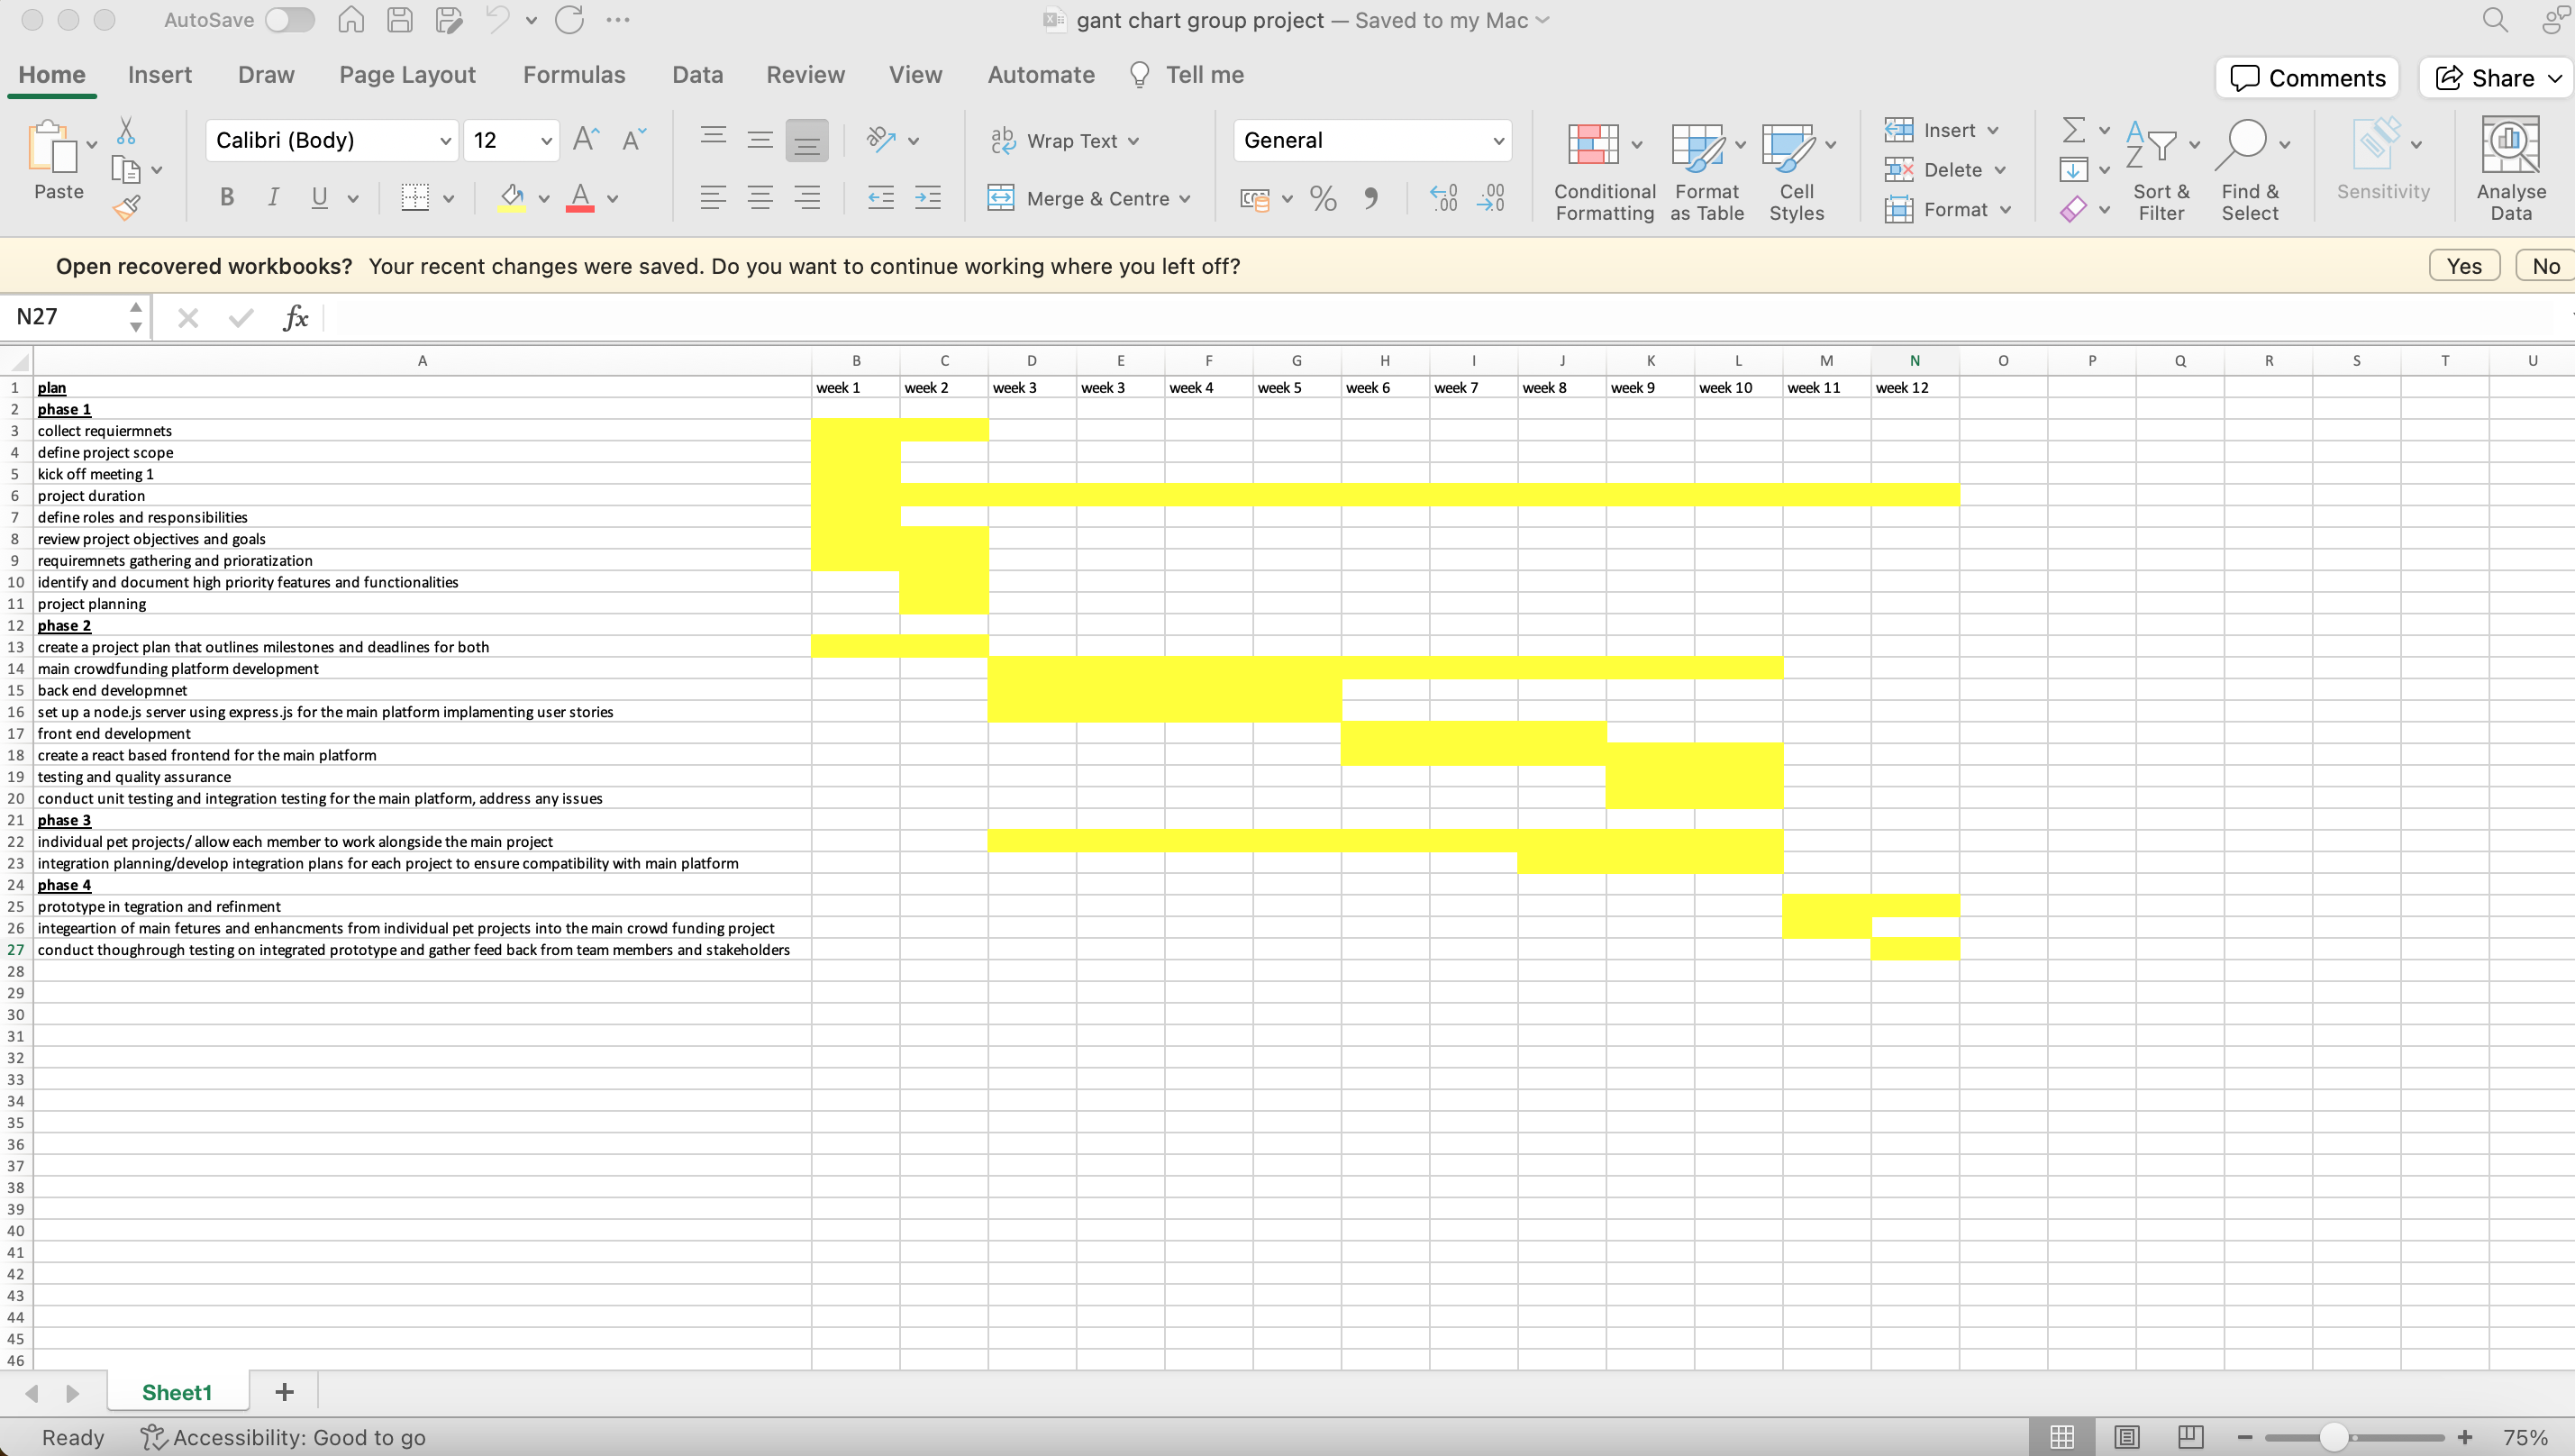 AutoSave gant chart group project — Saved to my Mac
Home Insert Draw Page Layout Formulas Data Review View Automate Tell me Comments Share
Paste Calibri (Body) 12 Wrap Text General Insert
B I U A Merge & Centre Conditional Formatting Format as Table Cell Styles Delete Format Sort & Filter Find & Select Sensitivity Analyse Data
Open recovered workbooks? Your recent changes were saved. Do you want to continue working where you left off? Yes No
N27 fx
A B C D E F G H I J K L M N O P Q R S T U
1 plan week 1 week 2 week 3 week 3 week 4 week 5 week 6 week 7 week 8 week 9 week 10 week 11 week 12
2 phase 1
3 collect requiermnets
4 define project scope
5 kick off meeting 1
6 project duration
7 define roles and responsibilities
8 review project objectives and goals
9 requiremnets gathering and prioratization
10 identify and document high priority features and functionalities
11 project planning
12 phase 2
13 create a project plan that outlines milestones and deadlines for both
14 main crowdfunding platform development
15 back end developmnet
16 set up a node.js server using express.js for the main platform implamenting user stories
17 front end development
18 create a react based frontend for the main platform
19 testing and quality assurance
20 conduct unit testing and integration testing for the main platform, address any issues
21 phase 3
22 individual pet projects/ allow each member to work alongside the main project
23 integration planning/develop integration plans for each project to ensure compatibility with main platform
24 phase 4
25 prototype in tegration and refinment
26 integeartion of main fetures and enhancments from individual pet projects into the main crowd funding project
27 conduct thoughrough testing on integrated prototype and gather feed back from team members and stakeholders
28
29
30
31
32
33
34
35
36
37
38
39
40
41
42
43
44
45
46
Sheet1
Ready Accessibility: Good to go 75%